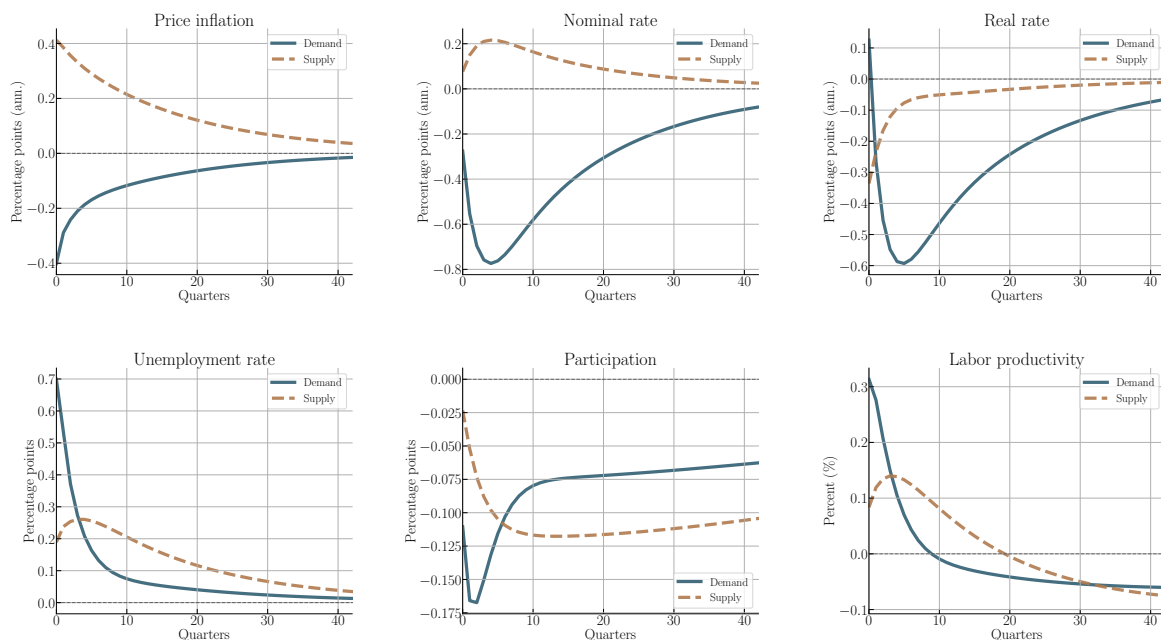 Price inflation
Percentage points (ann.)
0.4
0.2
0.0
−0.2
−0.4
Demand
Supply
0
10
20
30
40
Quarters
Nominal rate
Percentage points (ann.)
0.2
0.0
−0.2
−0.4
−0.6
−0.8
Demand
Supply
0
10
20
30
40
Quarters
Real rate
Percentage points (ann.)
0.1
0.0
−0.1
−0.2
−0.3
−0.4
−0.5
−0.6
Demand
Supply
0
10
20
30
40
Quarters
Unemployment rate
Percentage points
0.7
0.6
0.5
0.4
0.3
0.2
0.1
0.0
Demand
Supply
0
10
20
30
40
Quarters
Participation
Percentage points
0.000
−0.025
−0.050
−0.075
−0.100
−0.125
−0.150
−0.175
Demand
Supply
0
10
20
30
40
Quarters
Labor productivity
Percent (%)
0.3
0.2
0.1
0.0
−0.1
Demand
Supply
0
10
20
30
40
Quarters